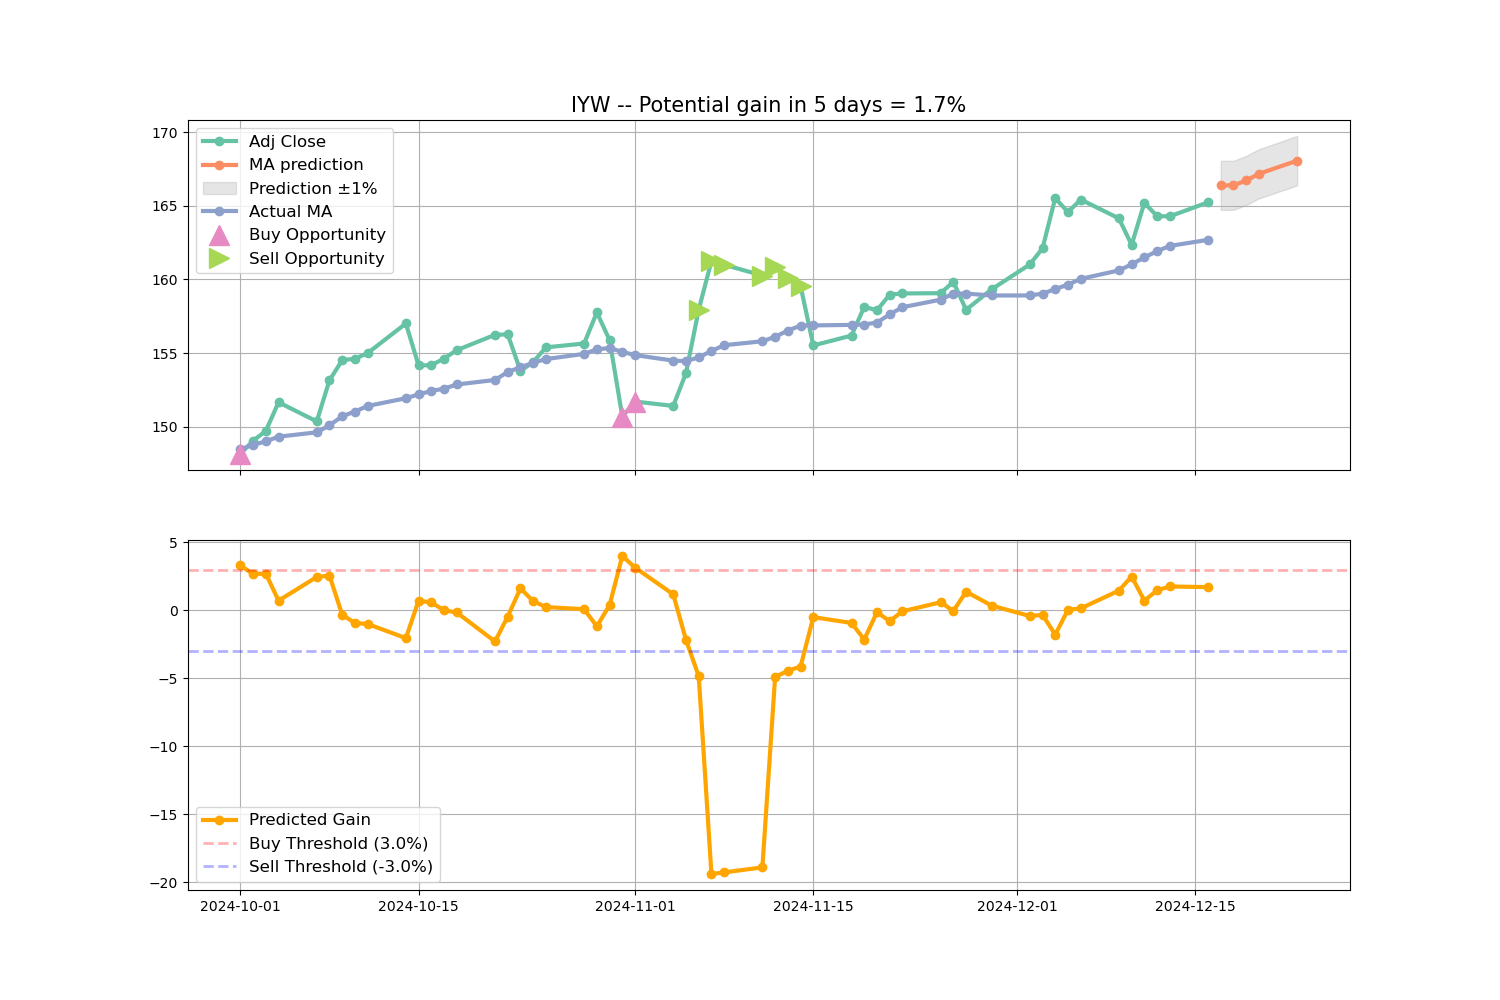 IYW -- Potential gain in 5 days = 1.7%
170
165
160
155
150
Adj Close
MA prediction
Prediction ±1%
Actual MA
Buy Opportunity
Sell Opportunity
5
0
−5
−10
−15
−20
Predicted Gain
Buy Threshold (3.0%)
Sell Threshold (-3.0%)
2024-10-01
2024-10-15
2024-11-01
2024-11-15
2024-12-01
2024-12-15